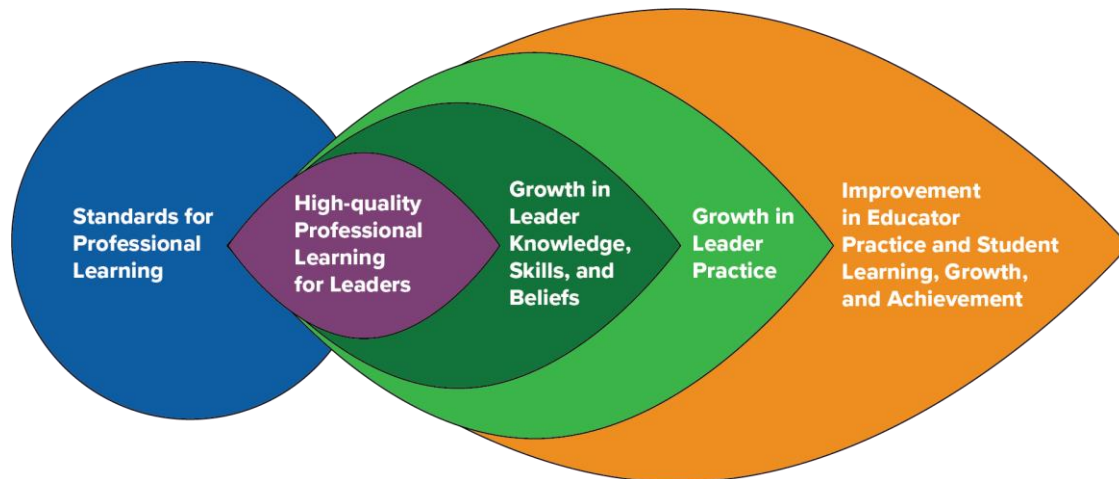 Standards for
Professional
Learning
High-quality
Professional
Learning
for Leaders
Growth in
Leader
Knowledge,
Skills, and
Beliefs
Growth in
Leader
Practice
Improvement
in Educator
Practice and Student
Learning, Growth,
and Achievement